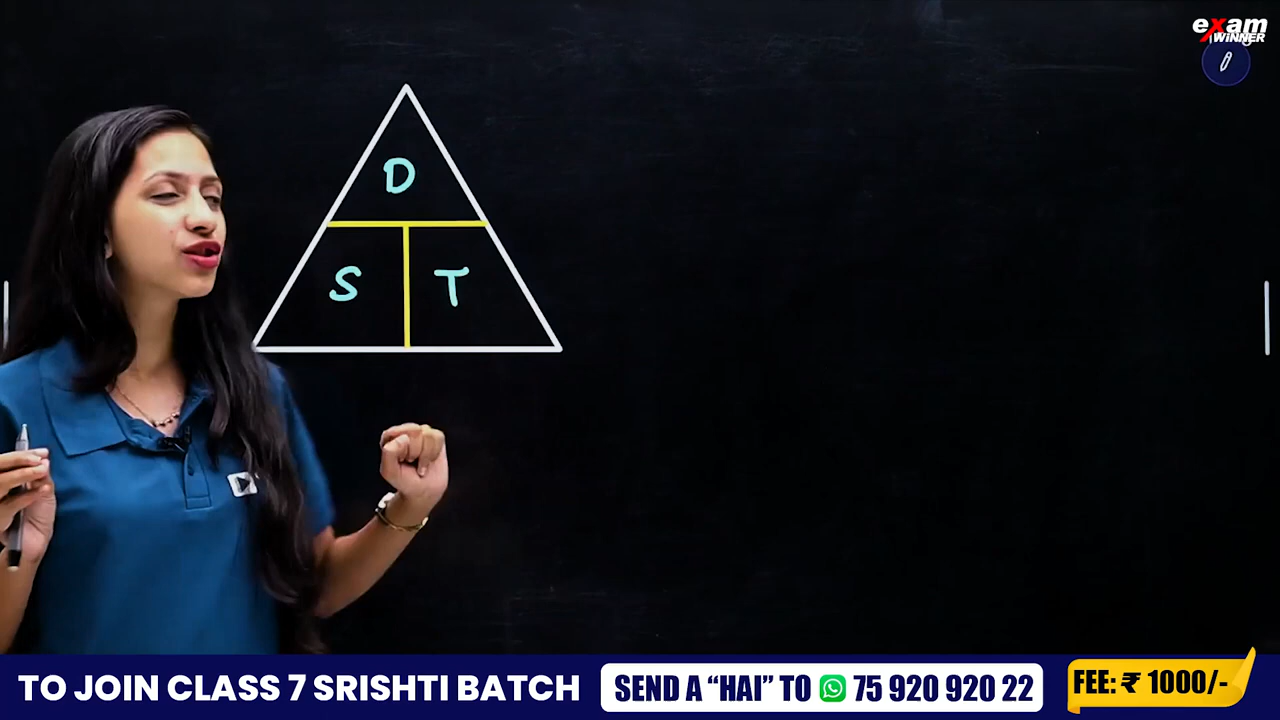 exam
WiNNER
D
S T
TO JOIN CLASS 7 SRISHTI BATCH
SEND A “HAI” TO 75 920 920 22
FEE: ₹ 1000/-